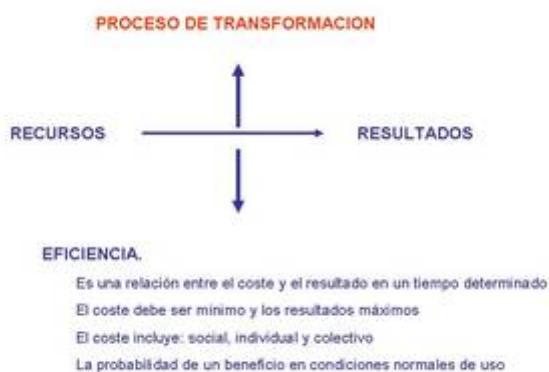 PROCESO DE TRANSFORMACION
RECURSOS
RESULTADOS
EFICIENCIA.
Es una relación entre el coste y el resultado en un tiempo determinado
El coste debe ser mínimo y los resultados máximos
El coste incluye: social, individual y colectivo
La probabilidad de un beneficio en condiciones normales de uso